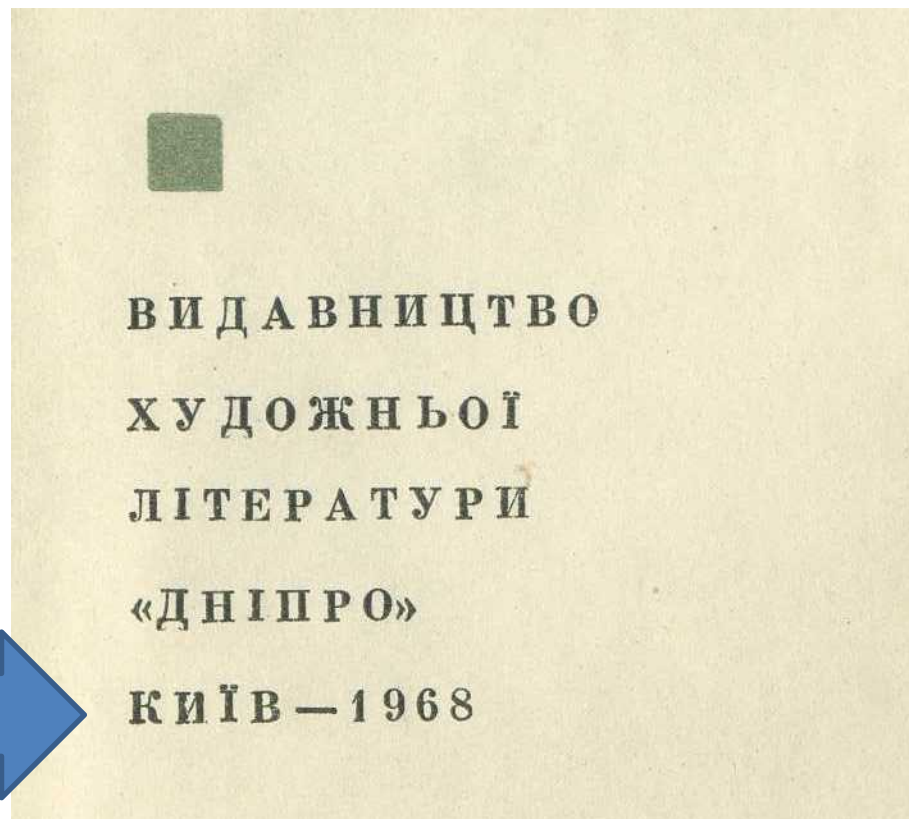 ВИДАВНИЦТВО
ХУДОЖНЬОЇ
ЛІТЕРАТУРИ
«ДНІПРО»
КИЇВ — 1968